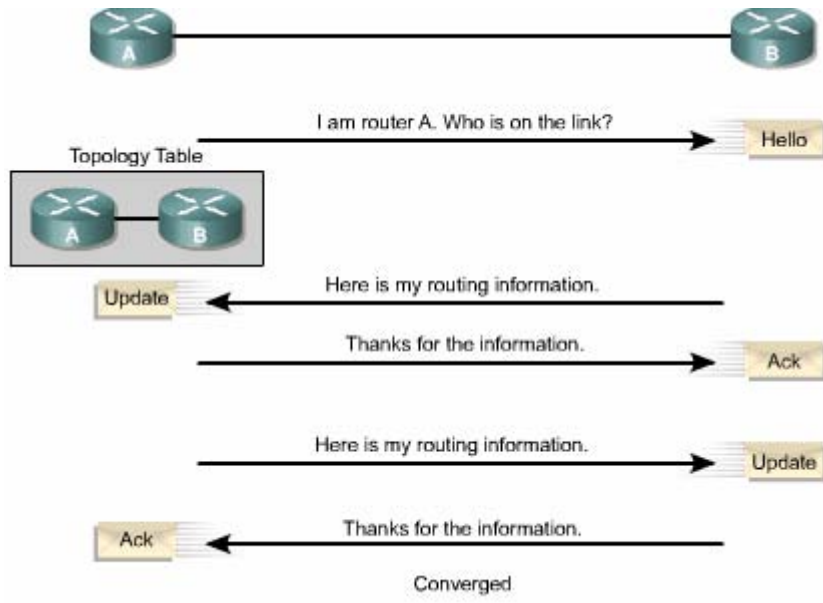 A
B
I am router A. Who is on the link?
Hello
Topology Table
A
B
Here is my routing information.
Update
Thanks for the information.
Ack
Here is my routing information.
Update
Thanks for the information.
Ack
Converged